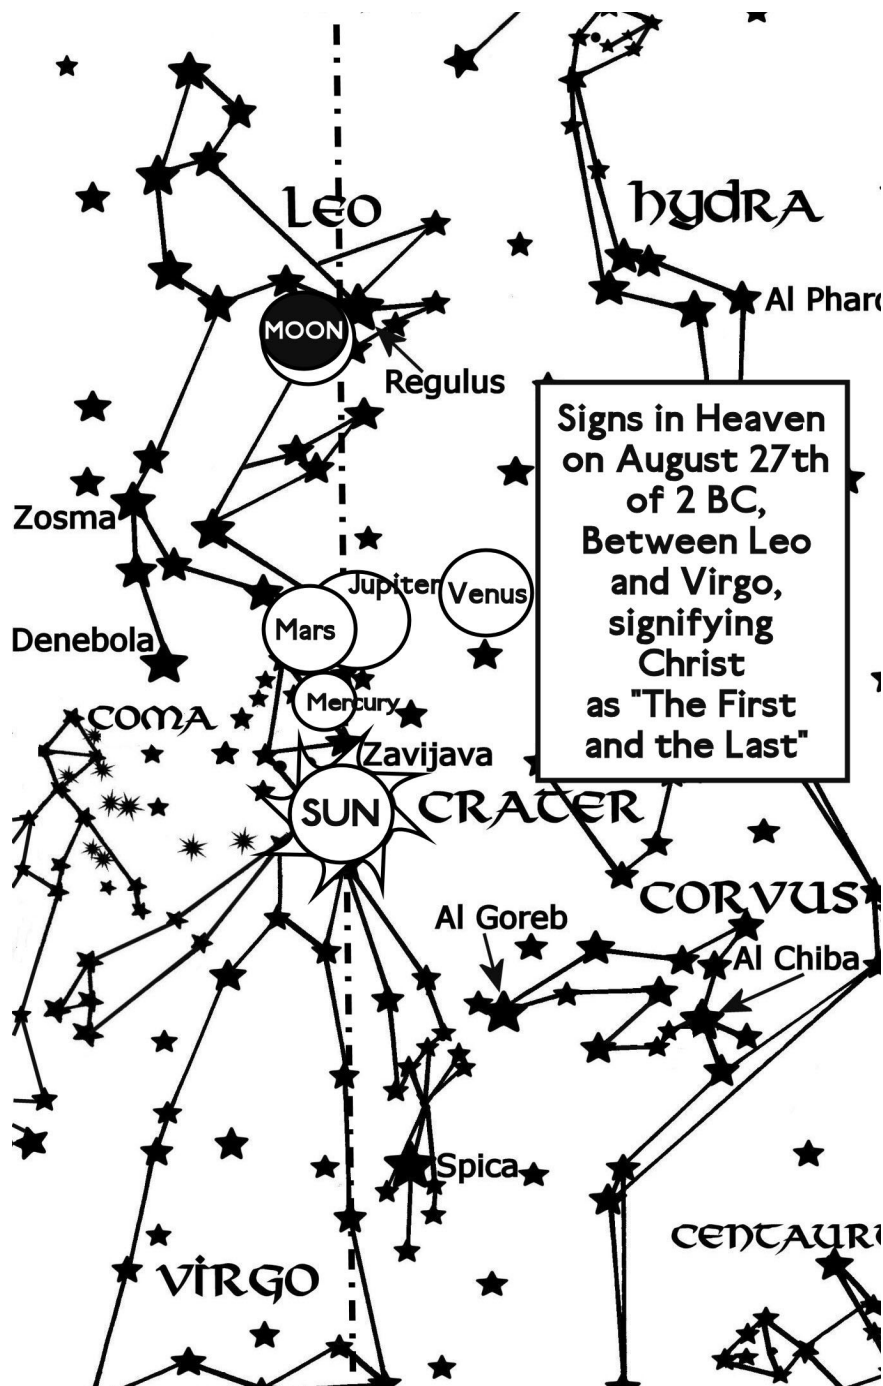 LEO
hydra
MOON
Al Phard
Regulus
Signs in Heaven
on August 27th
of 2 BC,
Between Leo
and Virgo,
signifying
Christ
as "The First
and the Last"
Zosma
Jupiter
Venus
Mars
Denebola
Mercury
COMA
Zavijava
SUN
CRATER
CORVUS
Al Goreb
Al Chiba
Spica
CENTAURU
VIRGO